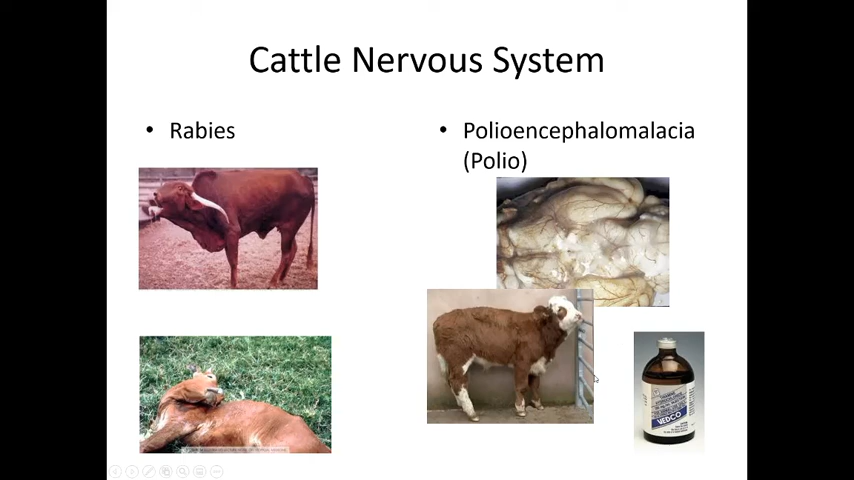 Cattle Nervous System
• Rabies
• Polioencephalomalacia
(Polio)
VEDCO